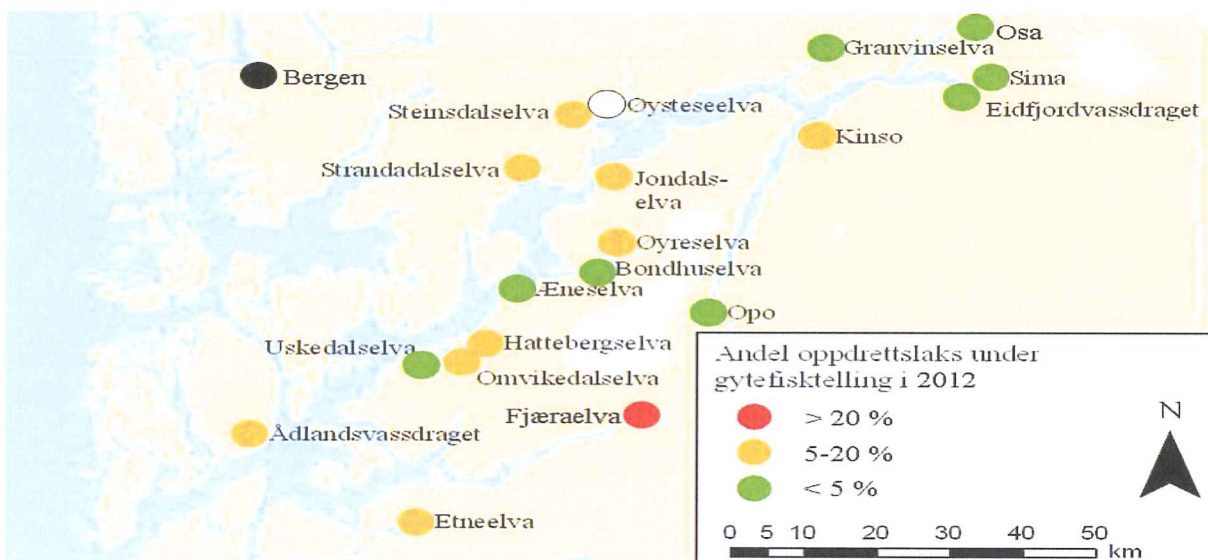 Osa
Granvinselva
Bergen
Sima
Øysteseelva
Steinsdalselva
Eidfjordvassdraget
Kinso
Strandadalselva
Jondals-
elva
Øyreselva
Bondhuselva
Æneselva
Opo
Uskedalselva
Hattebergselva
Omvikedalselva
Fjæraelva
Ådlandsvassdraget
Etneelva
Andel oppdrettslaks under
gytefisktelling i 2012
> 20 %
5-20 %
< 5 %
N
0 5 10 20 30 40 50
km